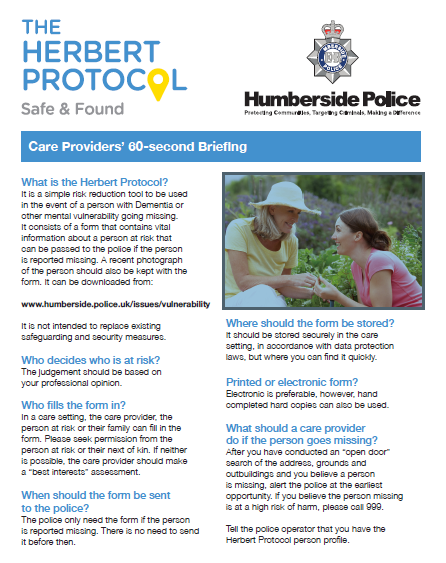 THE
HERBERT
PROTOCOL
Safe & Found
Humberside Police
Protecting Communities, Targeting Criminals, Making a Difference
Care Providers' 60-second Briefing
What is the Herbert Protocol?
It is a simple risk reduction tool to be used
in the event of a person with Dementia or
other mental vulnerability going missing.
It consists of a form that contains vital
information about a person at risk that
can be passed to the police if the person
is reported missing. A recent photograph
of the person should also be kept with the
form. It can be downloaded from:
www.humberside.police.uk/issues/vulnerability
It is not intended to replace existing
safeguarding and security measures.
Who decides who is at risk?
The judgement should be based on
your professional opinion.
Who fills the form in?
In a care setting, the care provider, the
person at risk or their family can fill in the
form. Please seek permission from the
person at risk or their next of kin. If neither
is possible, the care provider should make
a "best interests" assessment.
When should the form be sent
to the police?
The police only need the form if the person
is reported missing. There is no need to send
it before then.
Where should the form be stored?
It should be stored securely in the care
setting, in accordance with data protection
laws, but where you can find it quickly.
Printed or electronic form?
Electronic is preferable, however, hand
completed hard copies can also be used.
What should a care provider
do if the person goes missing?
After you have conducted an "open door"
search of the address, grounds and
outbuildings and you believe a person
is missing, alert the police at the earliest
opportunity. If you believe the person missing
is at a high risk of harm, please call 999.
Tell the police operator that you have the
Herbert Protocol person profile.